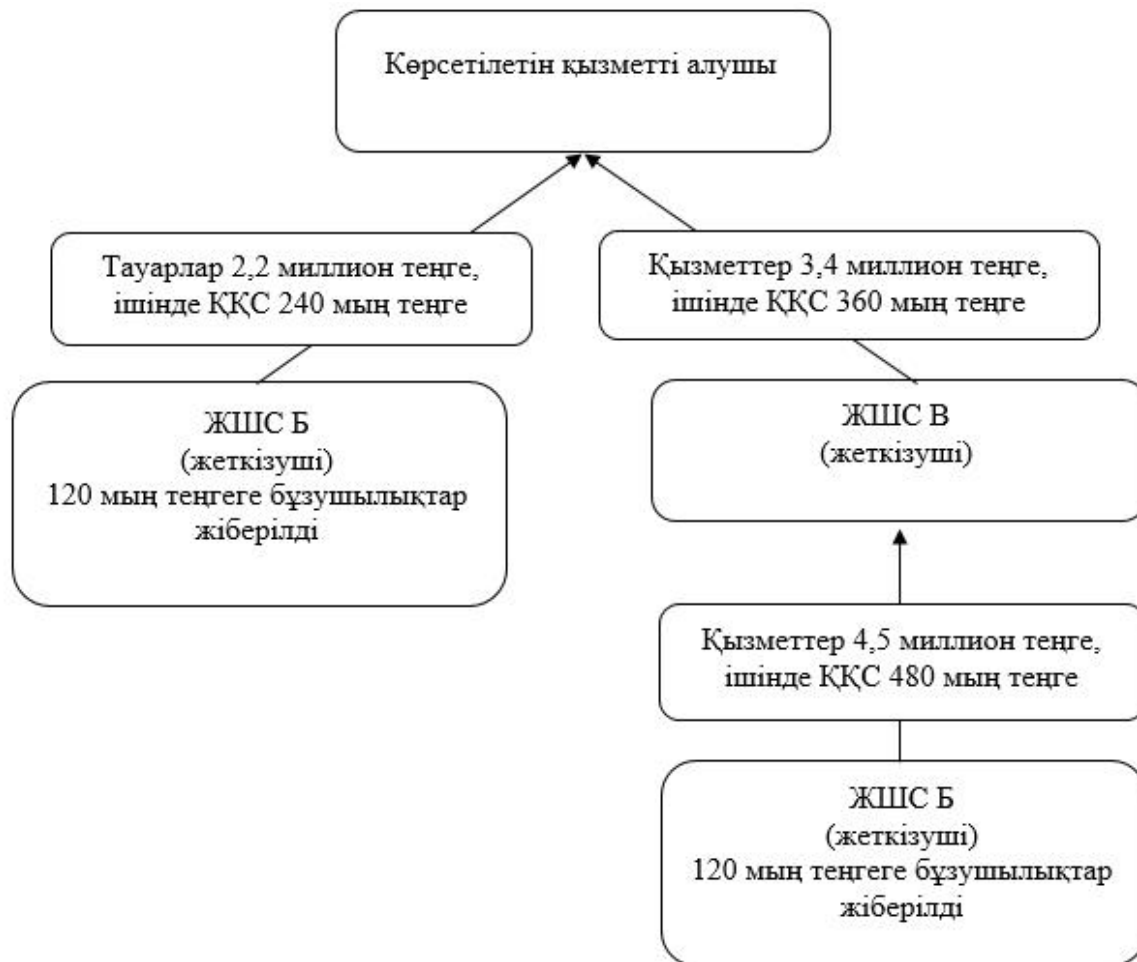 Көрсетілетін қызметті алушы
Тауарлар 2,2 миллион теңге,
ішінде ҚҚС 240 мың теңге
Қызметтер 3,4 миллион теңге,
ішінде ҚҚС 360 мың теңге
ЖШС Б
(жеткізуші)
120 мың теңгеге бұзушылықтар
жіберілді
ЖШС В
(жеткізуші)
Қызметтер 4,5 миллион теңге,
ішінде ҚҚС 480 мың теңге
ЖШС Б
(жеткізуші)
120 мың теңгеге бұзушылықтар
жіберілді